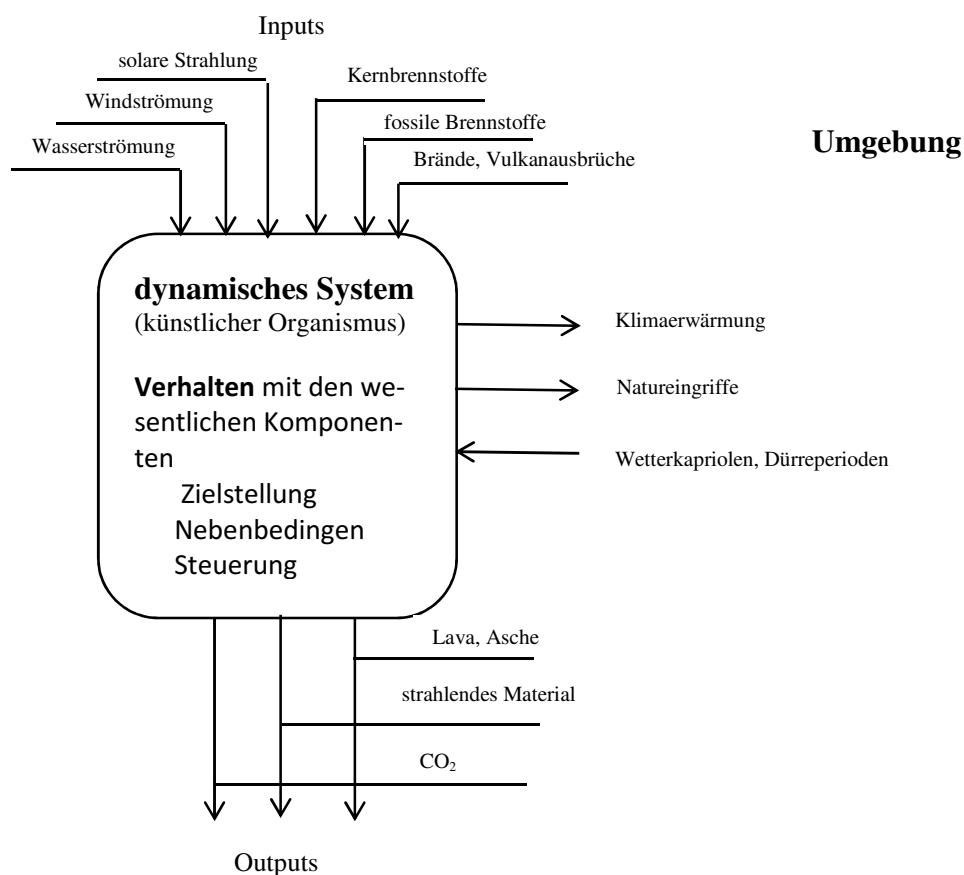 Inputs
solare Strahlung
Kernbrennstoffe
Windströmung
fossile Brennstoffe
Umgebung
Wasserströmung
Brände, Vulkanausbrüche
dynamisches System
(künstlicher Organismus)
Klimaerwärmung
Verhalten mit den we-
sentlichen Komponen-
ten
Natureingriffe
Wetterkapriolen, Dürreperioden
Zielstellung
Nebenbedingen
Steuerung
Lava, Asche
strahlendes Material
CO₂
Outputs